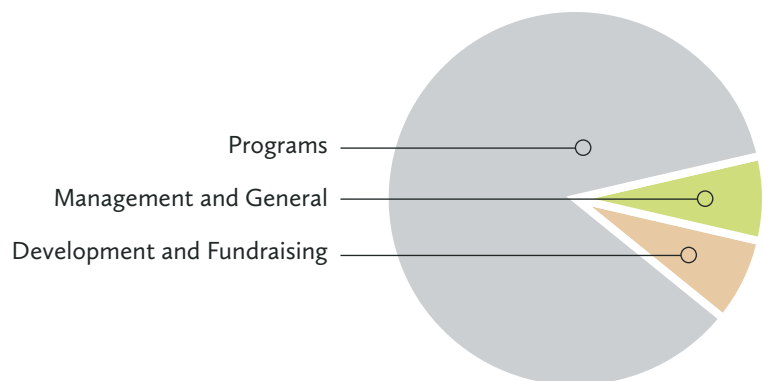 Programs
Management and General
Development and Fundraising